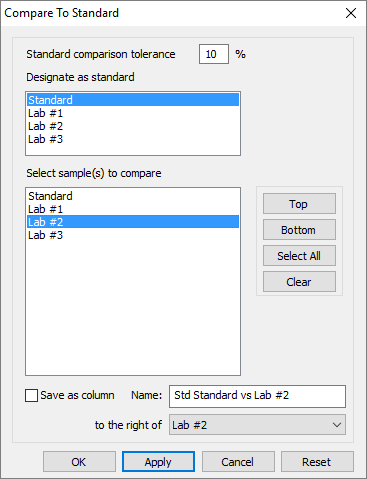 Compare To Standard
Standard comparison tolerance 10 %
Designate as standard
Standard
Lab #1
Lab #2
Lab #3
Select sample(s) to compare
Standard
Lab #1
Lab #2
Lab #3
Top
Bottom
Select All
Clear
Save as column Name: Std Standard vs Lab #2
to the right of Lab #2
OK Apply Cancel Reset